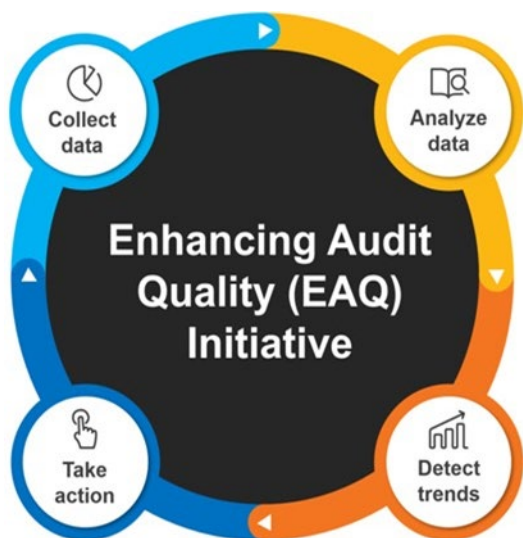 Collect
data
Analyze
data
Enhancing Audit
Quality (EAQ)
Initiative
Take
action
Detect
trends